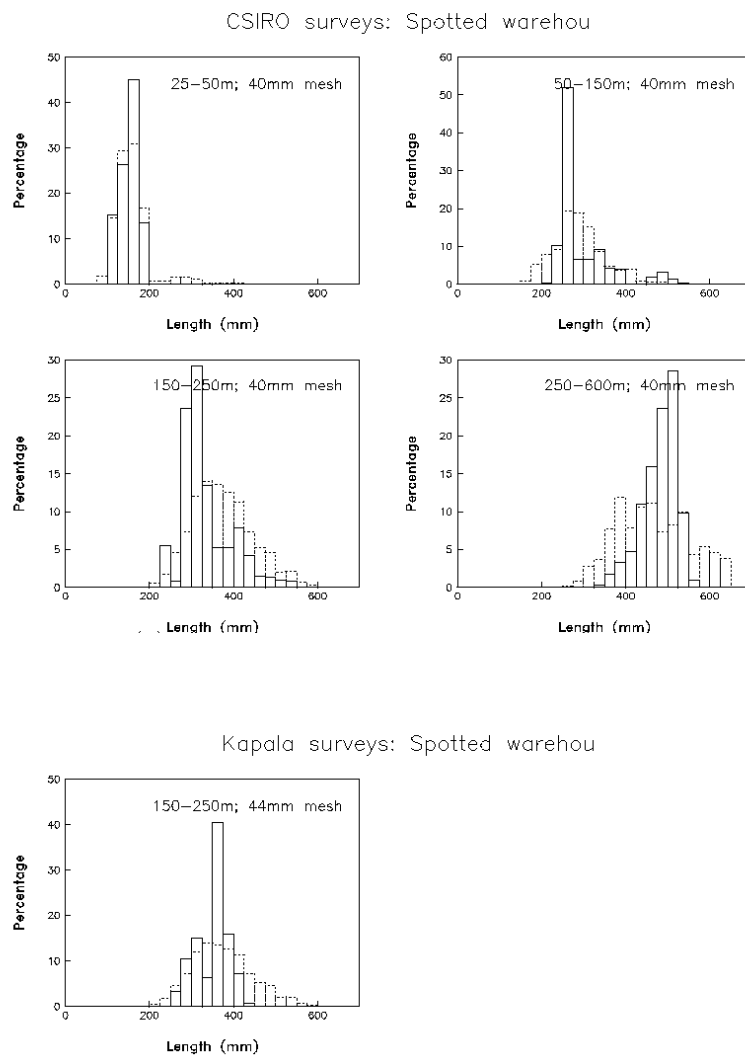 CSIRO surveys: Spotted warehou
25-50m; 40mm mesh
50
40
30
20
10
0
Percentage
0 200 400 600
Length (mm)
50-150m; 40mm mesh
60
50
40
30
20
10
0
Percentage
0 200 400 600
Length (mm)
150-250m; 40mm mesh
30
25
20
15
10
5
0
Percentage
0 200 400 600
Length (mm)
250-600m; 40mm mesh
30
25
20
15
10
5
0
Percentage
0 200 400 600
Length (mm)
Kapala surveys: Spotted warehou
150-250m; 44mm mesh
50
40
30
20
10
0
Percentage
0 200 400 600
Length (mm)